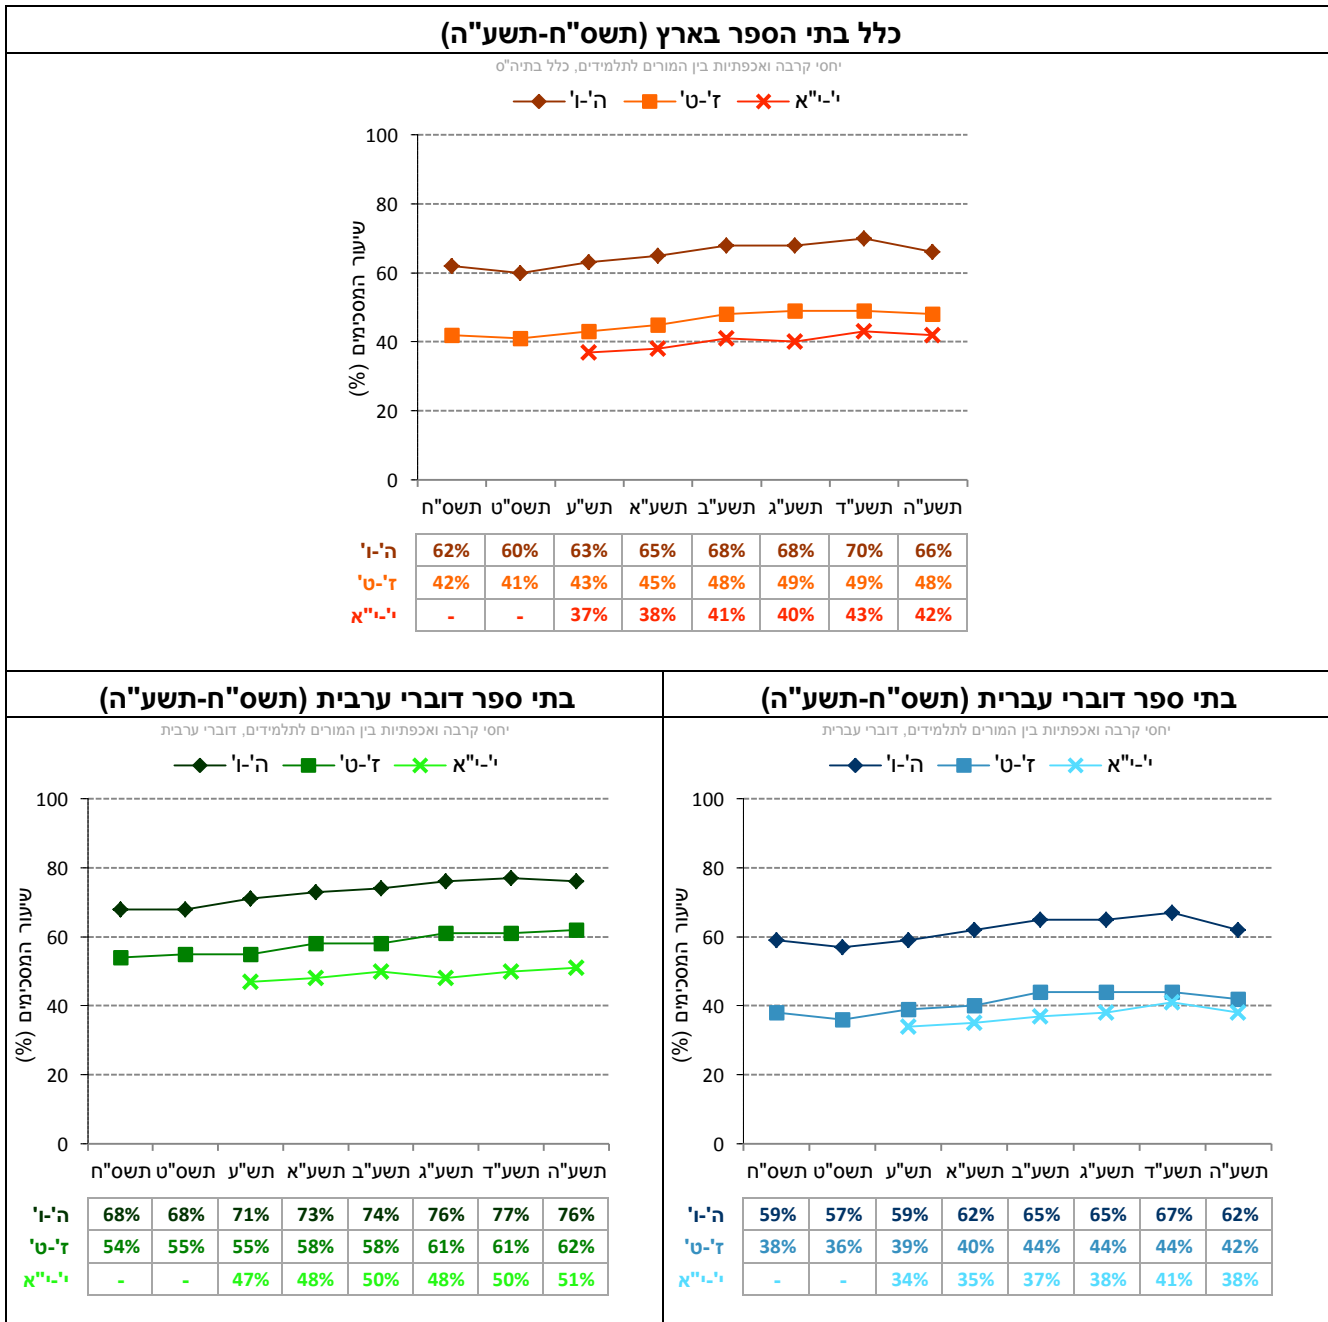 כלל בתי הספר בארץ (תשס"ח-תשע"ה)
יחסי קרבה ואכפתיות בין המורים לתלמידים, כלל בתיה"ס
ה'-ו' ז'-ט' י'-י"א
שיעור המסכימים (%)
100
80
60
40
20
0
תשס"ח תשס"ט תש"ע תשע"א תשע"ב תשע"ג תשע"ד תשע"ה
ה'-ו' 62% 60% 63% 65% 68% 68% 70% 66%
ז'-ט' 42% 41% 43% 45% 48% 49% 49% 48%
י'-י"א - - 37% 38% 41% 40% 43% 42%
בתי ספר דוברי עברית (תשס"ח-תשע"ה)
יחסי קרבה ואכפתיות בין המורים לתלמידים, דוברי עברית
ה'-ו' ז'-ט' י'-י"א
שיעור המסכימים (%)
100
80
60
40
20
0
תשס"ח תשס"ט תש"ע תשע"א תשע"ב תשע"ג תשע"ד תשע"ה
ה'-ו' 59% 57% 59% 62% 65% 65% 67% 62%
ז'-ט' 38% 36% 39% 40% 44% 44% 44% 42%
י'-י"א - - 34% 35% 37% 38% 41% 38%
בתי ספר דוברי ערבית (תשס"ח-תשע"ה)
יחסי קרבה ואכפתיות בין המורים לתלמידים, דוברי ערבית
ה'-ו' ז'-ט' י'-י"א
שיעור המסכימים (%)
100
80
60
40
20
0
תשס"ח תשס"ט תש"ע תשע"א תשע"ב תשע"ג תשע"ד תשע"ה
ה'-ו' 68% 68% 71% 73% 74% 76% 77% 76%
ז'-ט' 54% 55% 55% 58% 58% 61% 61% 62%
י'-י"א - - 47% 48% 50% 48% 50% 51%